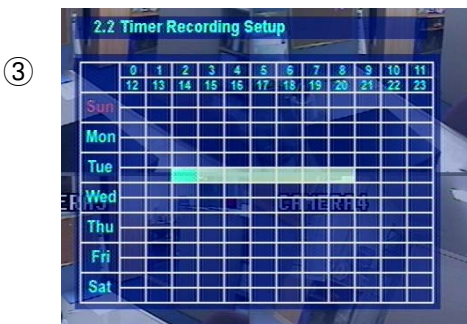 ③
2.2 Timer Recording Setup
0 1 2 3 4 5 6 7 8 9 10 11
12 13 14 15 16 17 18 19 20 21 22 23
Sun
Mon
Tue
Wed
CAMERA4
Thu
Fri
Sat